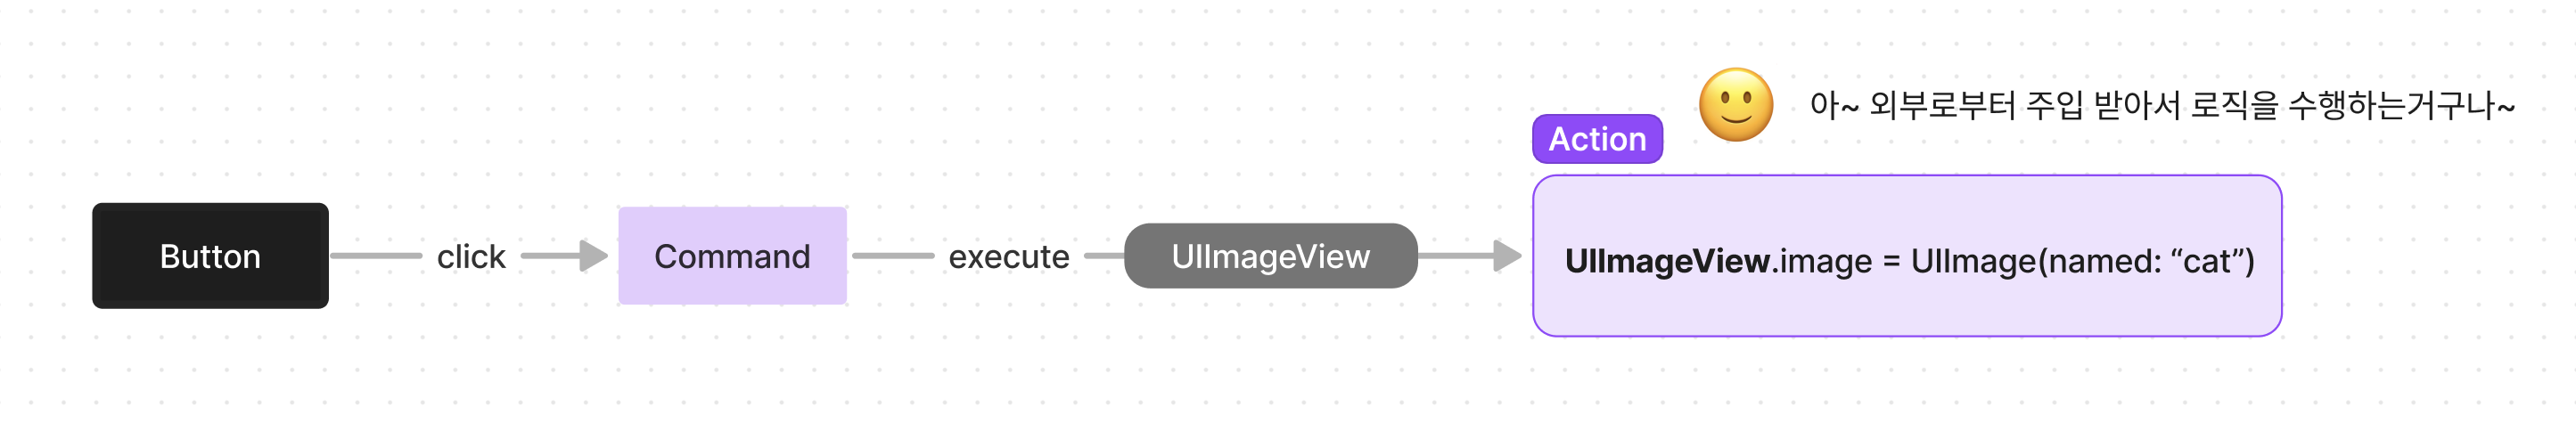 아~ 외부로부터 주입 받아서 로직을 수행하는거구나~
Action
Button
click
Command
execute
UIImageView
UIImageView.image = UIImage(named: “cat”)